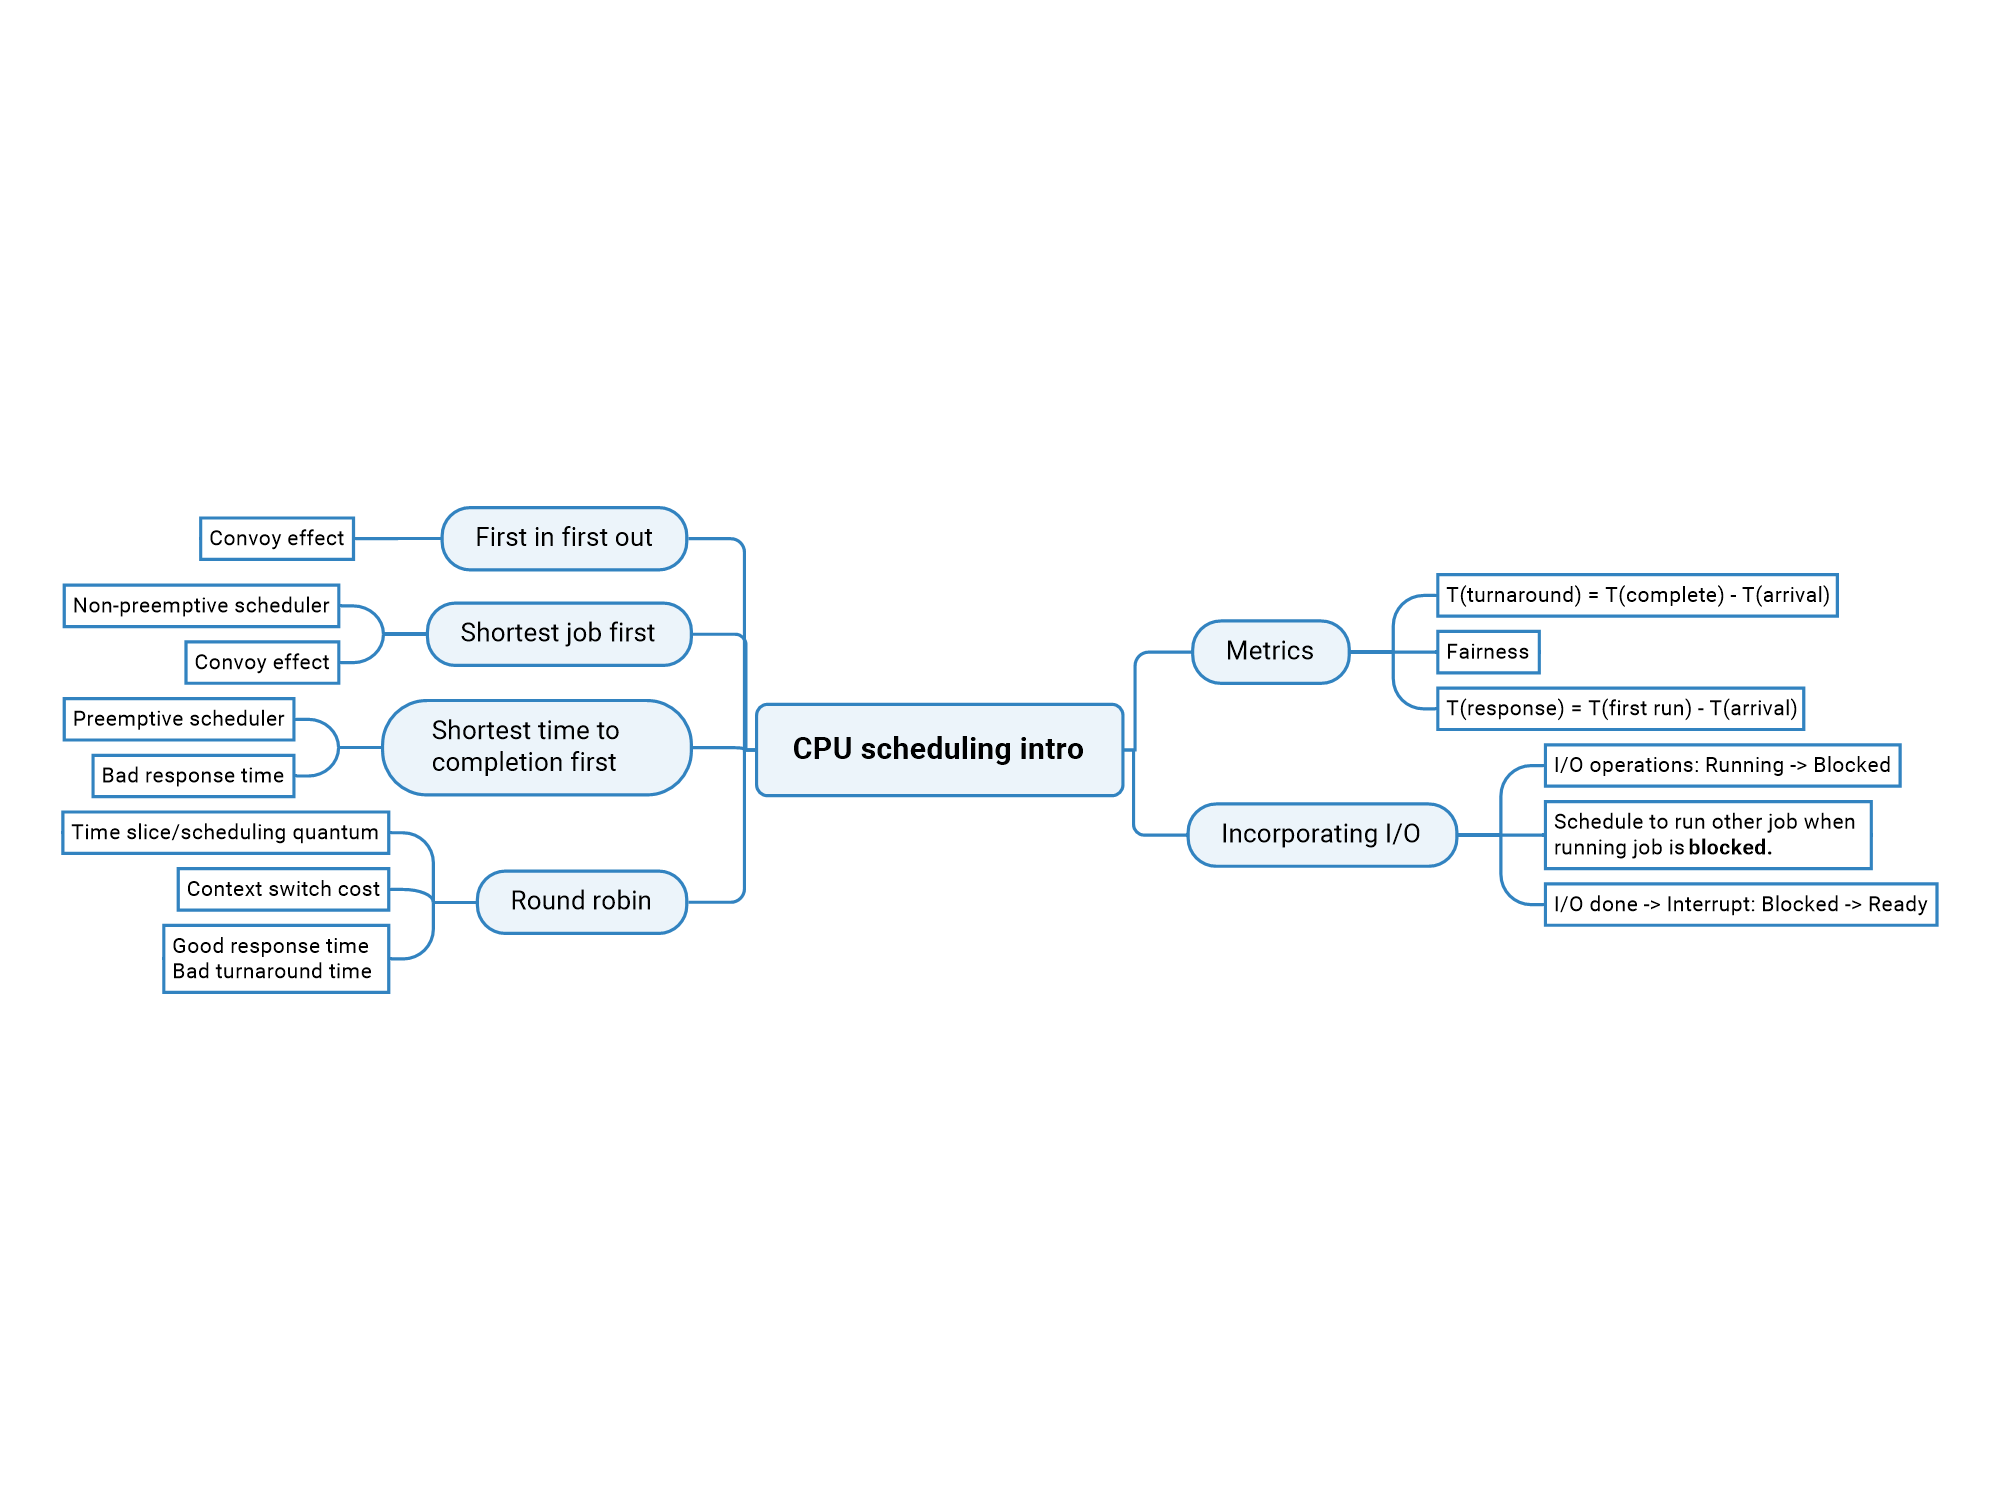 First in first out
Convoy effect
Shortest job first
Non-preemptive scheduler
Convoy effect
Shortest time to
completion first
Preemptive scheduler
Bad response time
Round robin
Time slice/scheduling quantum
Context switch cost
Good response time
Bad turnaround time
CPU scheduling intro
Metrics
T(turnaround) = T(complete) - T(arrival)
Fairness
T(response) = T(first run) - T(arrival)
Incorporating I/O
I/O operations: Running -> Blocked
Schedule to run other job when
running job is blocked.
I/O done -> Interrupt: Blocked -> Ready